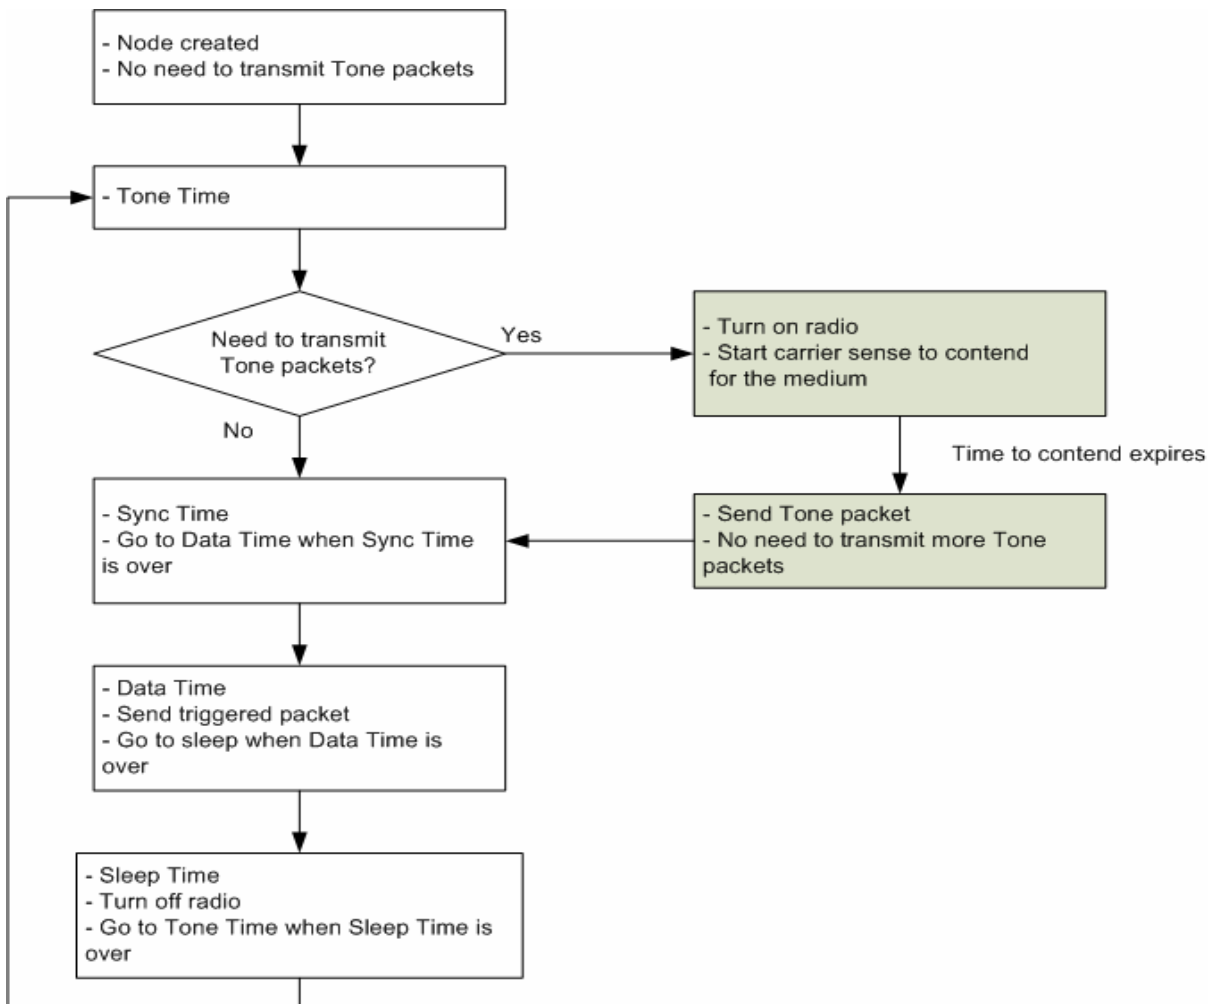 - Node created
- No need to transmit Tone packets
- Tone Time
Need to transmit
Tone packets?
Yes
- Turn on radio
- Start carrier sense to contend
for the medium
No
Time to contend expires
- Sync Time
- Go to Data Time when Sync Time
is over
- Send Tone packet
- No need to transmit more Tone
packets
- Data Time
- Send triggered packet
- Go to sleep when Data Time is
over
- Sleep Time
- Turn off radio
- Go to Tone Time when Sleep Time is
over